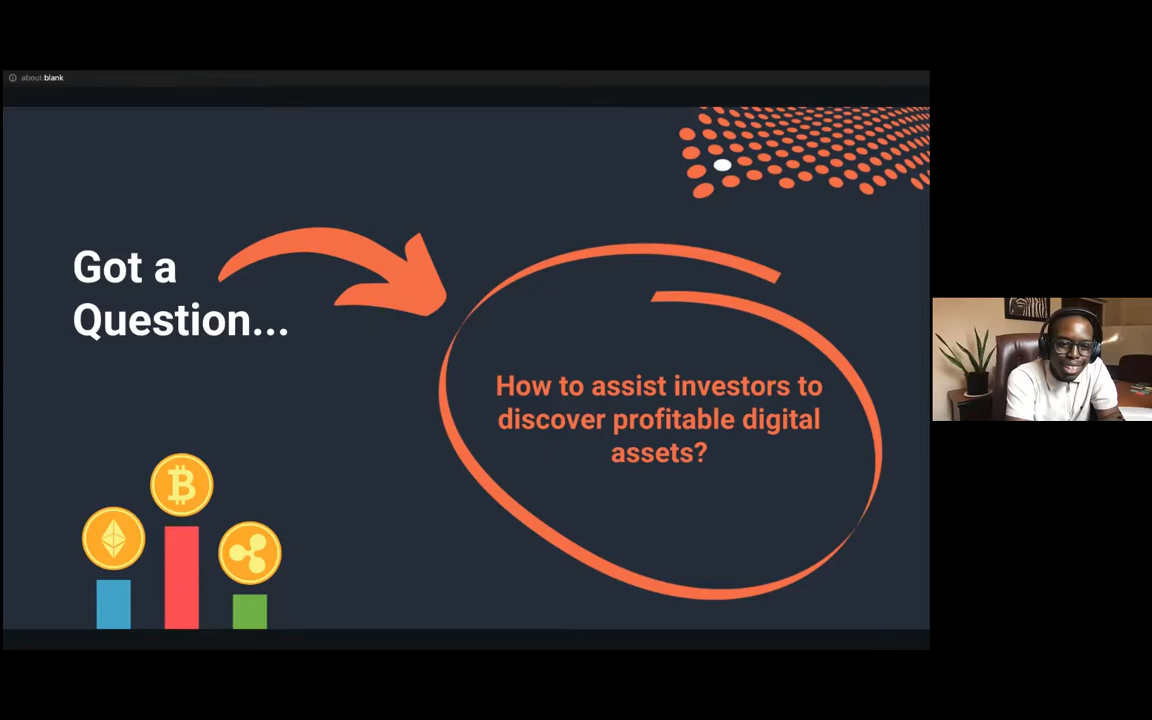 about:blank
Got a
Question...
How to assist investors to
discover profitable digital
assets?